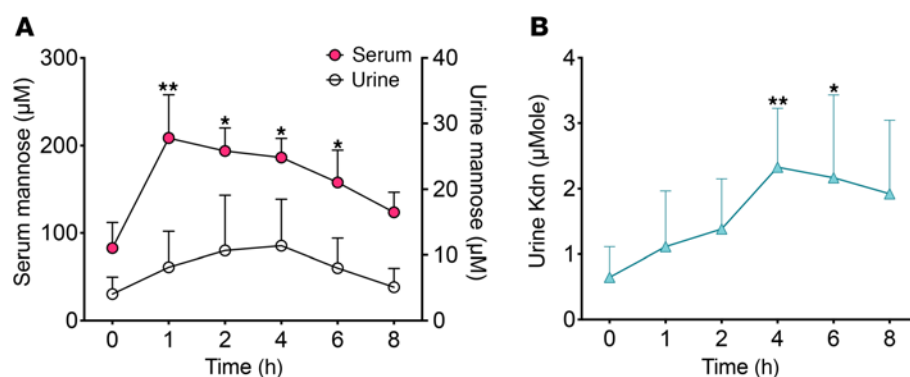 A
Serum mannose (µM)
300
200
100
0
**
*
*
*
Serum
Urine
40
30
20
10
0
Urine mannose (µM)
0 1 2 4 6 8
Time (h)
B
Urine Kdn (µMole)
4
3
2
1
0
**
*
0 1 2 4 6 8
Time (h)